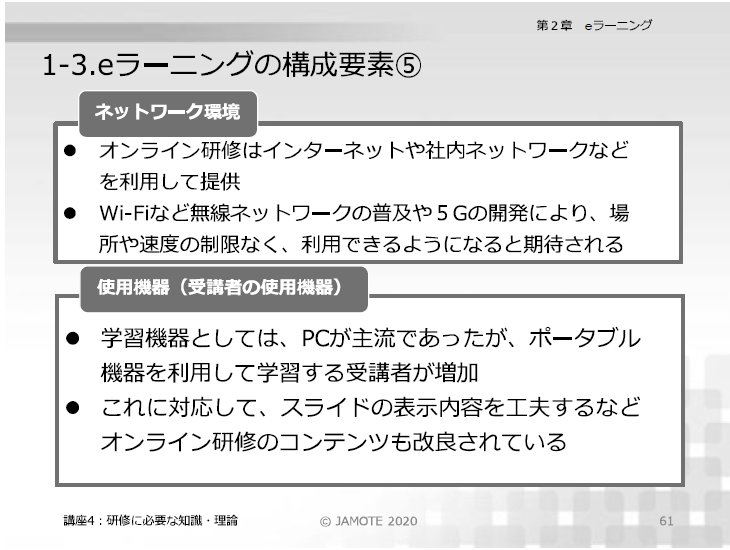 第２章　eラーニング
1-3.eラーニングの構成要素⑤
ネットワーク環境
● オンライン研修はインターネットや社内ネットワークなど
を利用して提供
● Wi-Fiなど無線ネットワークの普及や５Gの開発により、場
所や速度の制限なく、利用できるようになると期待される
使用機器（受講者の使用機器）
● 学習機器としては、PCが主流であったが、ポータブル
機器を利用して学習する受講者が増加
● これに対応して、スライドの表示内容を工夫するなど
オンライン研修のコンテンツも改良されている
講座4：研修に必要な知識・理論
© JAMOTE 2020
61